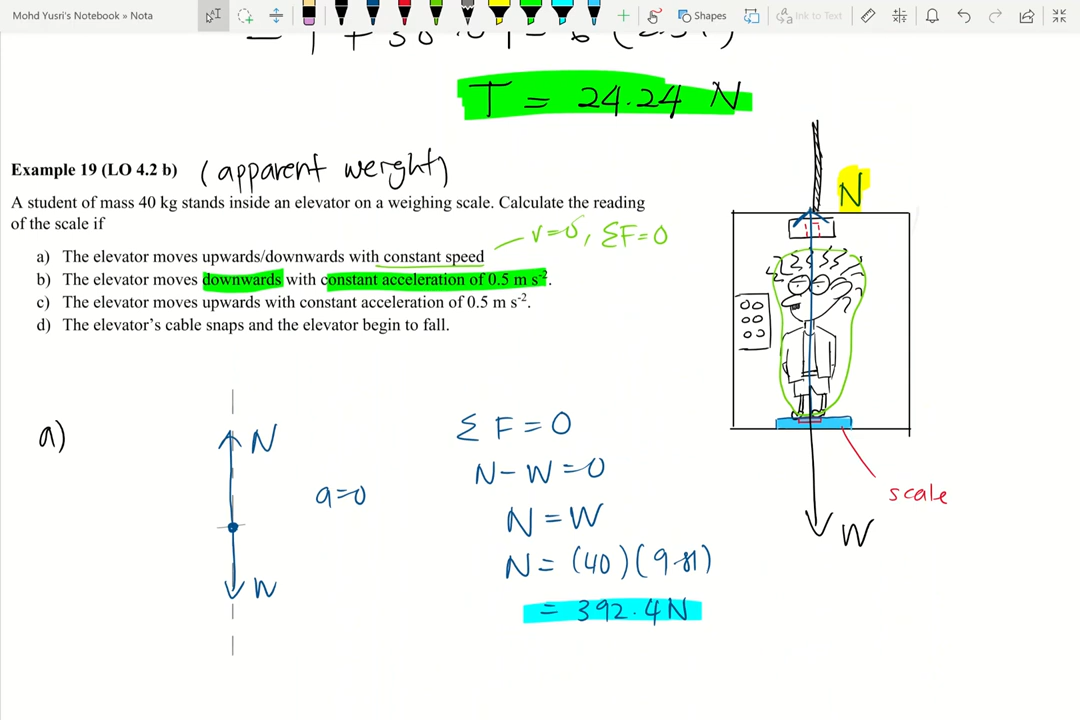 Mohd Yusri's Notebook » Nota
Shapes
Ink to Text
T = 24.24 N
Example 19 (LO 4.2 b) (apparent weight)
A student of mass 40 kg stands inside an elevator on a weighing scale. Calculate the reading
of the scale if
a) The elevator moves upwards/downwards with constant speed
b) The elevator moves downwards with constant acceleration of 0.5 m s⁻².
c) The elevator moves upwards with constant acceleration of 0.5 m s⁻².
d) The elevator's cable snaps and the elevator begin to fall.
ΣF=0
N
scale
W
a)
N
a=0
W
Σ F = 0
N - W = 0
N = W
N = (40)(9.81)
= 392.4 N